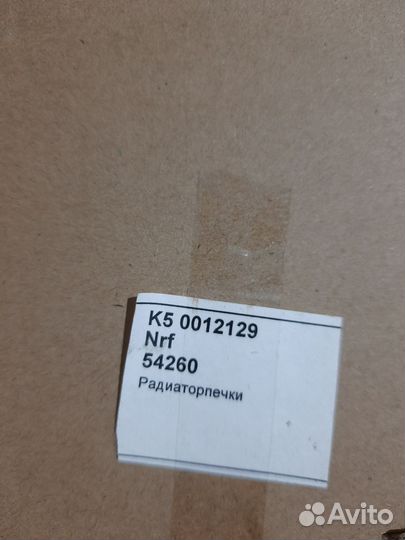 K5 0012129
Nrf
54260
Радиаторпечки
Avito